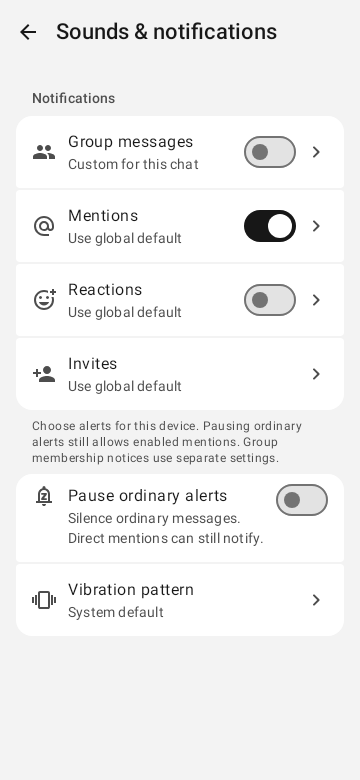 Sounds & notifications
Notifications
Group messages
Custom for this chat
Mentions
Use global default
Reactions
Use global default
Invites
Use global default
Choose alerts for this device. Pausing ordinary
alerts still allows enabled mentions. Group
membership notices use separate settings.
Pause ordinary alerts
Silence ordinary messages.
Direct mentions can still notify.
Vibration pattern
System default